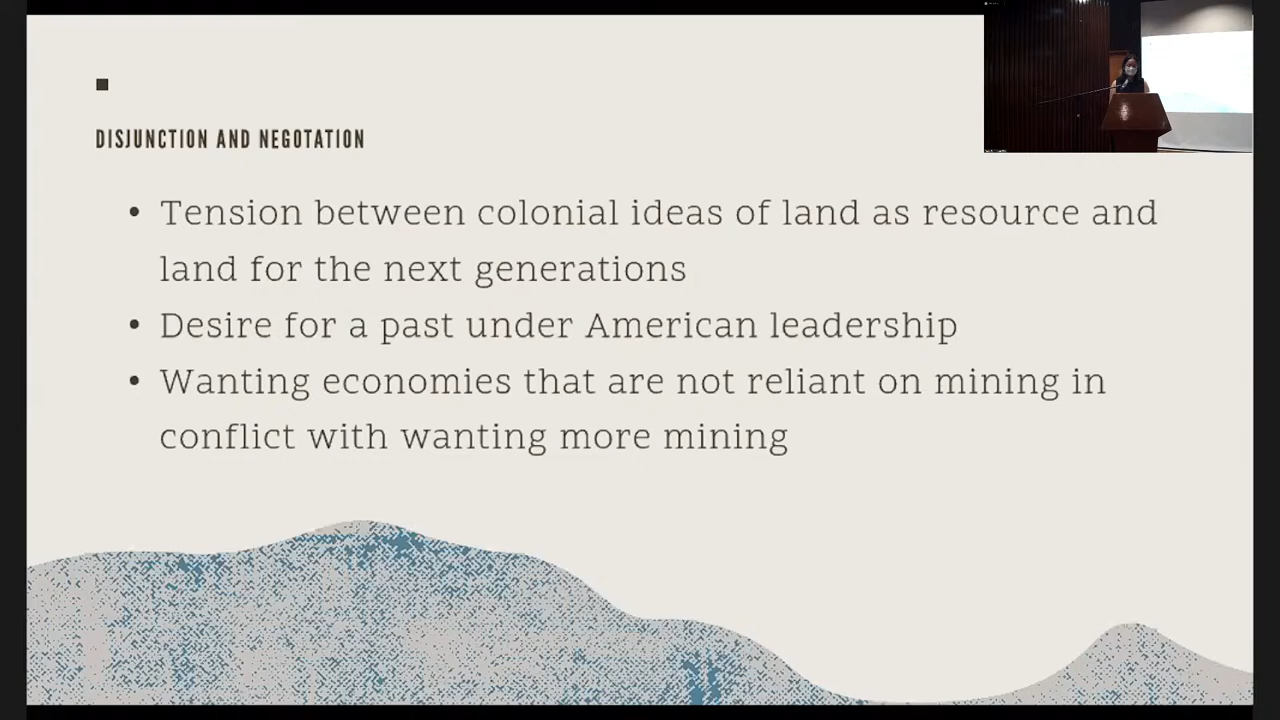 DISJUNCTION AND NEGOTATION
• Tension between colonial ideas of land as resource and
land for the next generations
• Desire for a past under American leadership
• Wanting economies that are not reliant on mining in
conflict with wanting more mining